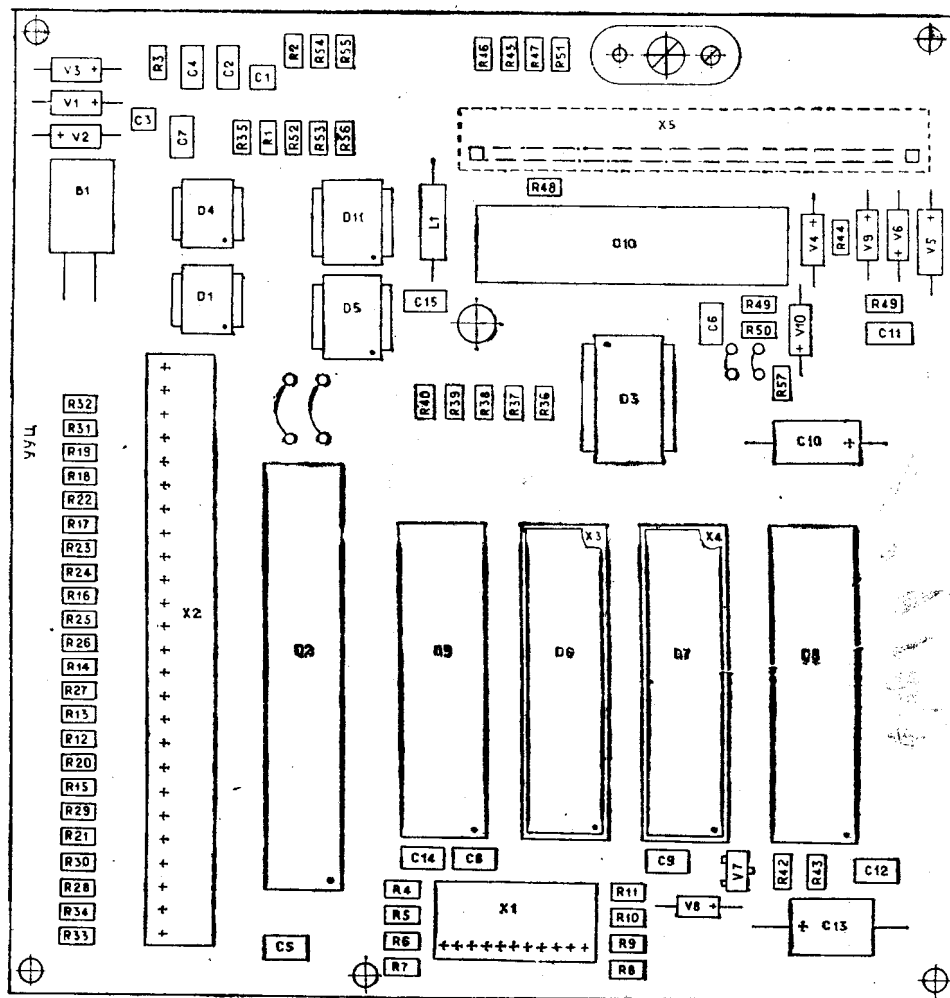 R46 R45 R47 R51
R2 R54 R55
R3 C4 C2 C1
V3 +
V1 +
+ V2
C3 C7 R35 R1 R52 R53 R56
X5
B1
D4 D11 L1
R48
D10
V4 + R44 V9 + + V6 V5 +
D1 D5 C15
C6 R49 + V10 R49
R50 C11
R57
D3
R40 R39 R38 R37 R36
C10 +
УУЦ
R32
R31
R19
R18
R22
R17
R23
R24
R16
R25
R26
R14
R27
R13
R12
R20
R15
R29
R21
R30
R28
R34
R33
X2
X3 X4
D9 D6 D7 D8
C14 C8 C9 V7 R42 R43 C12
R4 X1 R11
R5 R10 V8 +
R6 R9 + C13
R7 R8
C5